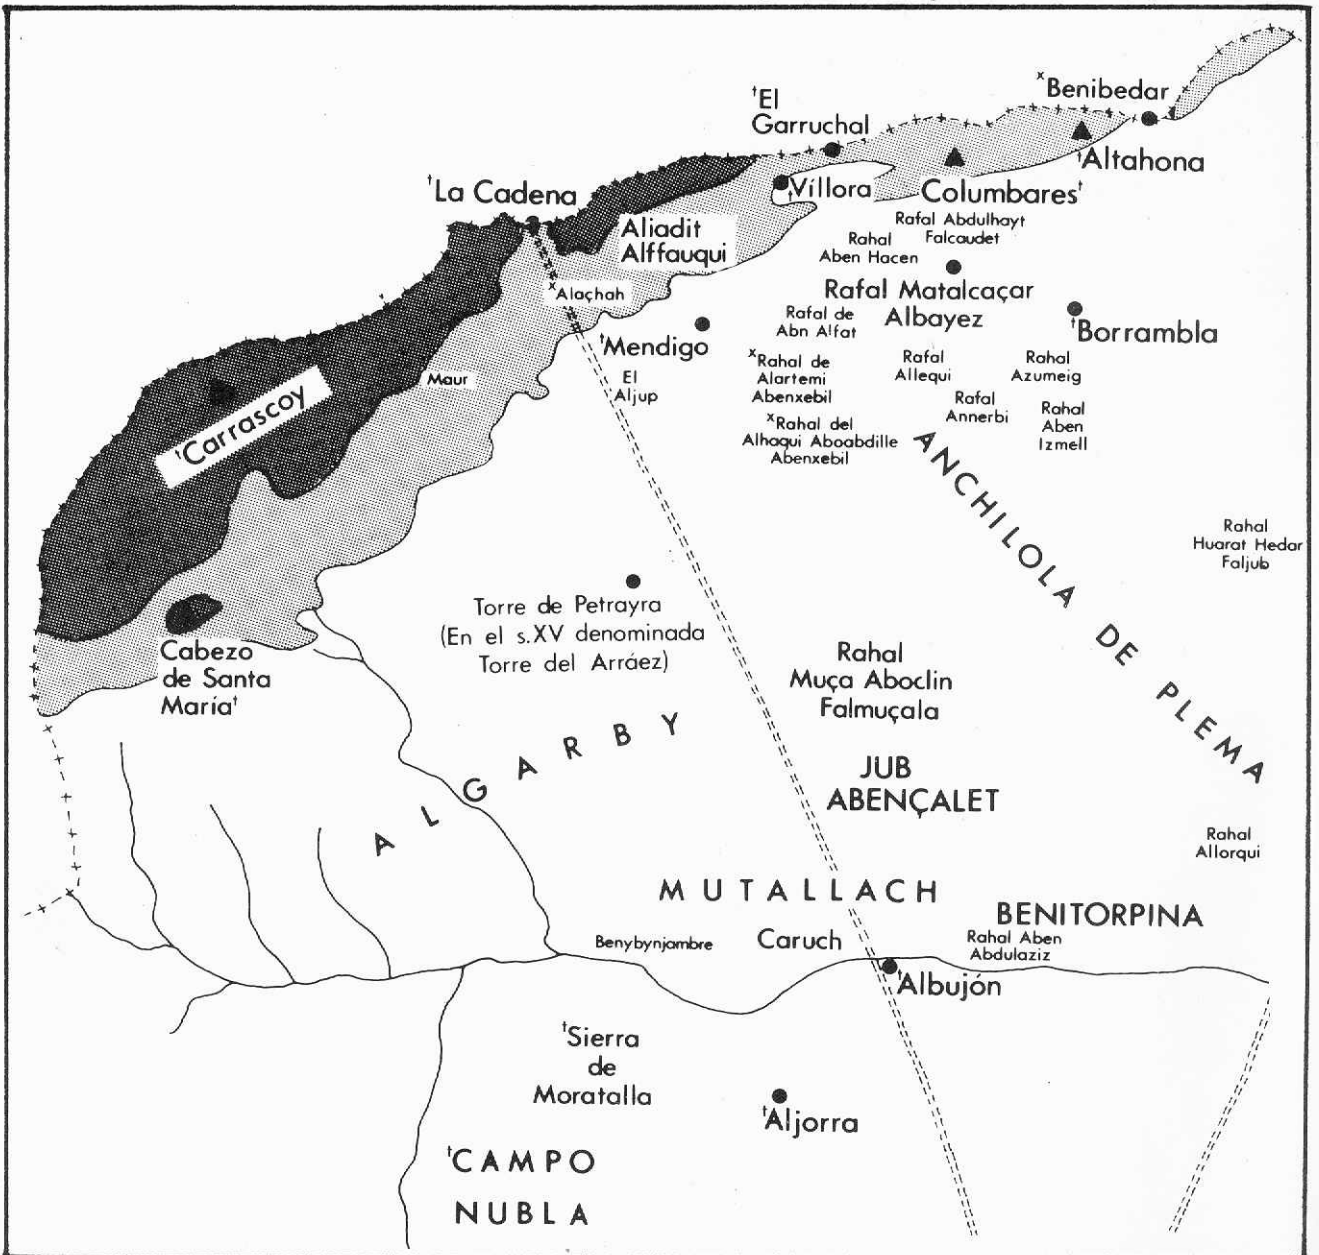 xBenibedar
†El
Garruchal
†Altahona
†La Cadena
†Víllora
Columbares†
Aliadit
Alffauqui
Rafal Abdulhayt
Falcaudet
Rahal
Aben Hacen
xAlaçhah
Rafal Matalcaçar
Albayez
Rafal de
Abn Alfat
†Borrambla
†Mendigo
El
Aljup
xRahal de
Alartemi
Abenxebil
Rafal
Allequi
Rahal
Azumeig
Maur
†Carrascoy
Rafal
Annerbi
Rahal
Aben
Izmell
xRahal del
Alhaqui Aboabdille
Abenxebil
ANCHILOLA DE PLEMA
Rahal
Huarat Hedar
Faljub
Torre de Petrayra
(En el s.XV denominada
Torre del Arráez)
Cabezo
de Santa
María†
Rahal
Muça Aboclin
Falmuçala
ALGARBY
JUB
ABENÇALET
Rahal
Allorqui
MUTALLACH
BENITORPINA
Benybynjambre
Caruch
Rahal Aben
Abdulaziz
†Albujón
†Sierra
de
Moratalla
†Aljorra
†CAMPO
NUBLA